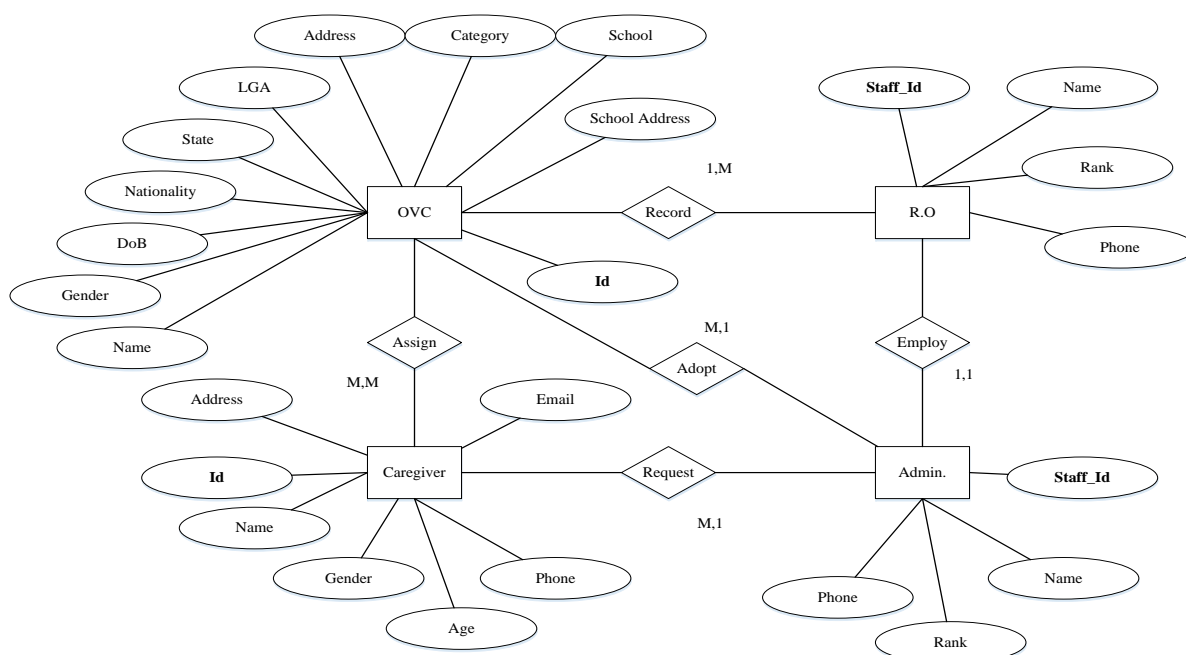 Address
Category
School
LGA
Staff_Id
Name
School Address
State
1,M
Rank
Nationality
OVC
Record
R.O
DoB
Phone
Id
Gender
M,1
Name
Assign
Employ
Adopt
M,M
1,1
Address
Email
Id
Caregiver
Request
Admin.
Staff_Id
Name
M,1
Gender
Phone
Name
Phone
Age
Rank